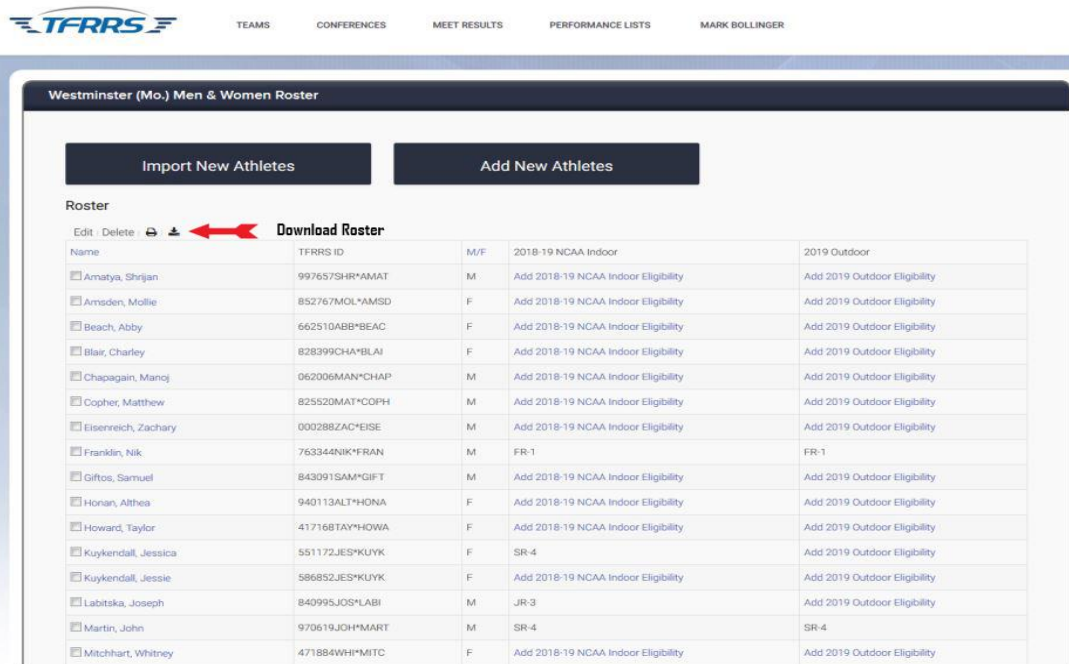 TFRRS TEAMS CONFERENCES MEET RESULTS PERFORMANCE LISTS MARK BOLLINGER
Westminster (Mo.) Men & Women Roster
Import New Athletes Add New Athletes
Roster
Edit Delete Download Roster
Name TFRRS ID M/F 2018-19 NCAA Indoor 2019 Outdoor
Amatya, Shrijan 997657SHR*AMAT M Add 2018-19 NCAA Indoor Eligibility Add 2019 Outdoor Eligibility
Amsden, Mollie 852767MOL*AMSD F Add 2018-19 NCAA Indoor Eligibility Add 2019 Outdoor Eligibility
Beach, Abby 662510ABB*BEAC F Add 2018-19 NCAA Indoor Eligibility Add 2019 Outdoor Eligibility
Blair, Charley 828399CHA*BLAI F Add 2018-19 NCAA Indoor Eligibility Add 2019 Outdoor Eligibility
Chapagain, Manoj 062006MAN*CHAP M Add 2018-19 NCAA Indoor Eligibility Add 2019 Outdoor Eligibility
Copher, Matthew 825520MAT*COPH M Add 2018-19 NCAA Indoor Eligibility Add 2019 Outdoor Eligibility
Eisenreich, Zachary 000288ZAC*EISE M Add 2018-19 NCAA Indoor Eligibility Add 2019 Outdoor Eligibility
Franklin, Nik 763344NIK*FRAN M FR-1 FR-1
Giftos, Samuel 843091SAM*GIFT M Add 2018-19 NCAA Indoor Eligibility Add 2019 Outdoor Eligibility
Honan, Althea 940113ALT*HONA F Add 2018-19 NCAA Indoor Eligibility Add 2019 Outdoor Eligibility
Howard, Taylor 417168TAY*HOWA F Add 2018-19 NCAA Indoor Eligibility Add 2019 Outdoor Eligibility
Kuykendall, Jessica 551172JES*KUYK F SR-4 Add 2019 Outdoor Eligibility
Kuykendall, Jessie 586852JES*KUYK F Add 2018-19 NCAA Indoor Eligibility Add 2019 Outdoor Eligibility
Labitska, Joseph 840995JOS*LABI M JR-3 Add 2019 Outdoor Eligibility
Martin, John 970619JOH*MART M SR-4 SR-4
Mitchhart, Whitney 471884WHI*MITC F Add 2018-19 NCAA Indoor Eligibility Add 2019 Outdoor Eligibility